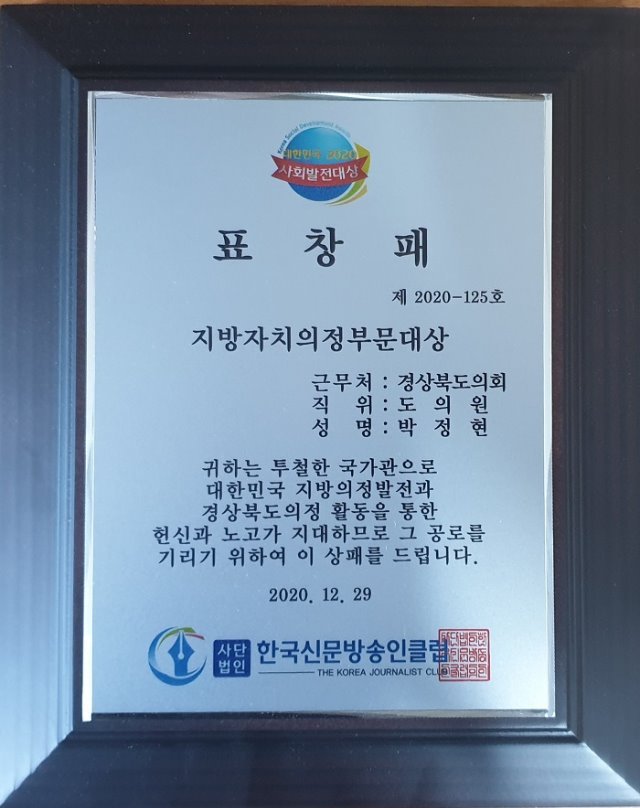 Korea Social Development Awards
대한민국 2020
사회발전대상
표 창 패
제 2020-125호
지방자치의정부문대상
근무처 : 경상북도의회
직 위 : 도 의 원
성 명 : 박 정 현
귀하는 투철한 국가관으로
대한민국 지방의정발전과
경상북도의정 활동을 통한
헌신과 노고가 지대하므로 그 공로를
기리기 위하여 이 상패를 드립니다.
2020. 12. 29
사단
법인
한국신문방송인클럽
THE KOREA JOURNALIST CLUB